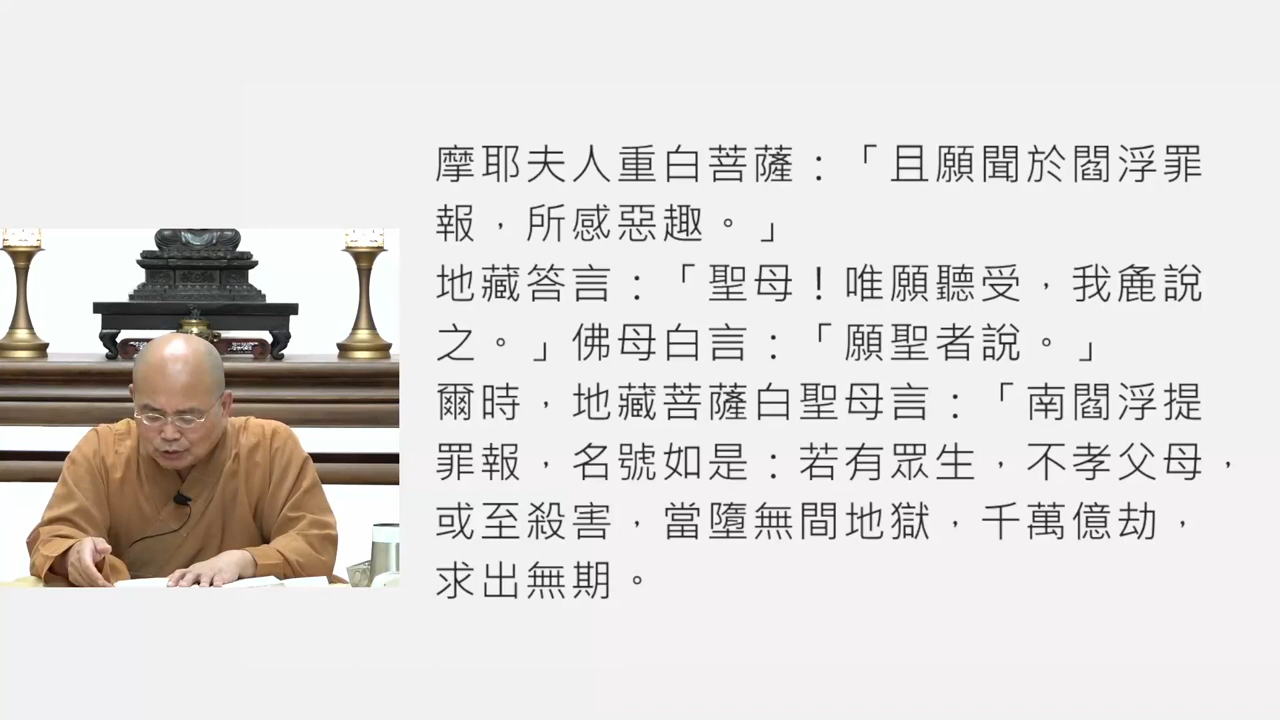 摩耶夫人重白菩薩：「且願聞於閻浮罪
報，所感惡趣。」
地藏答言：「聖母！唯願聽受，我麁說
之。」佛母白言：「願聖者說。」
爾時，地藏菩薩白聖母言：「南閻浮提
罪報，名號如是：若有眾生，不孝父母，
或至殺害，當墮無間地獄，千萬億劫，
求出無期。